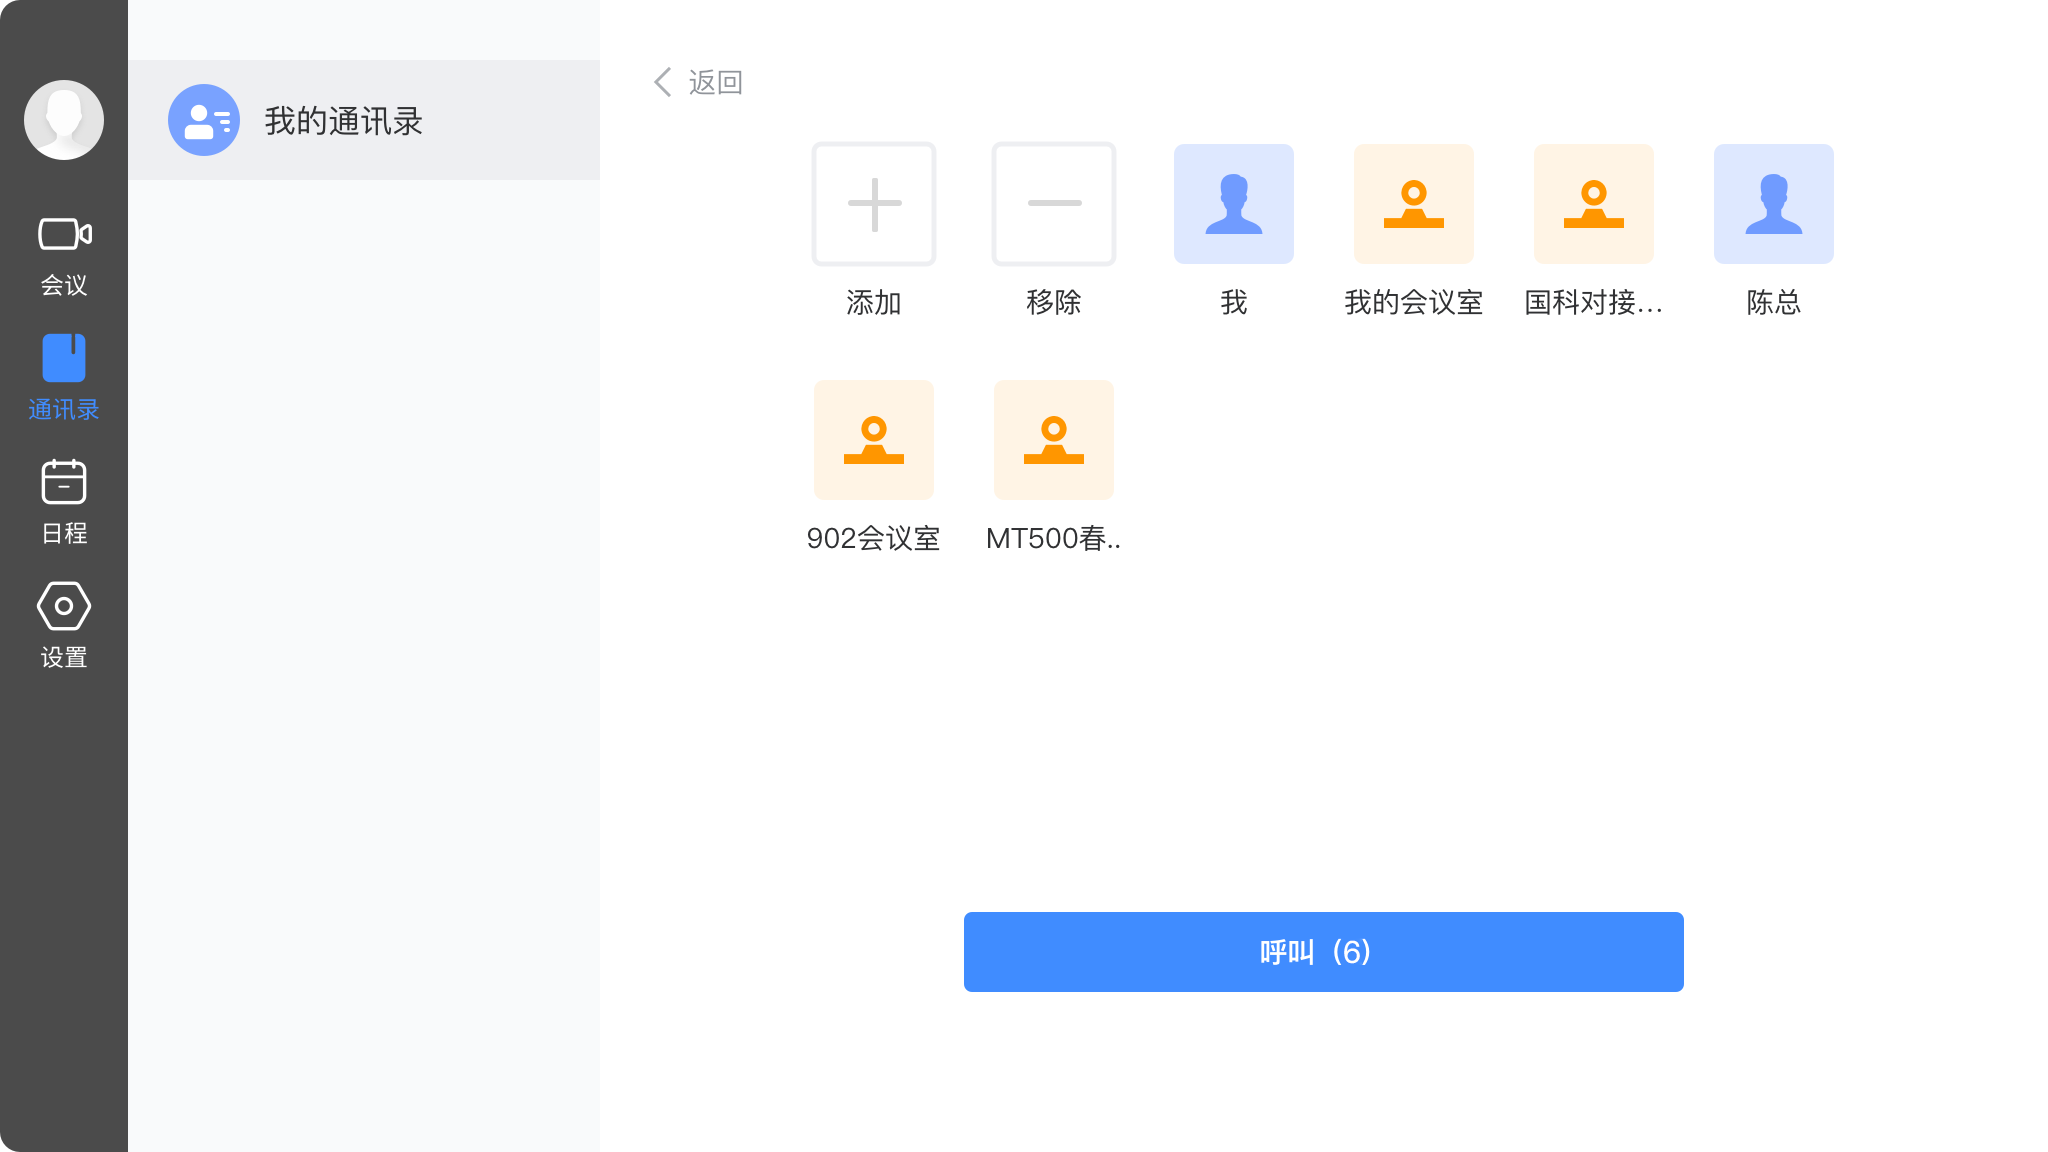 会议
通讯录
日程
设置
我的通讯录
返回
添加
移除
我
我的会议室
国科对接...
陈总
902会议室
MT500春..
呼叫（6）